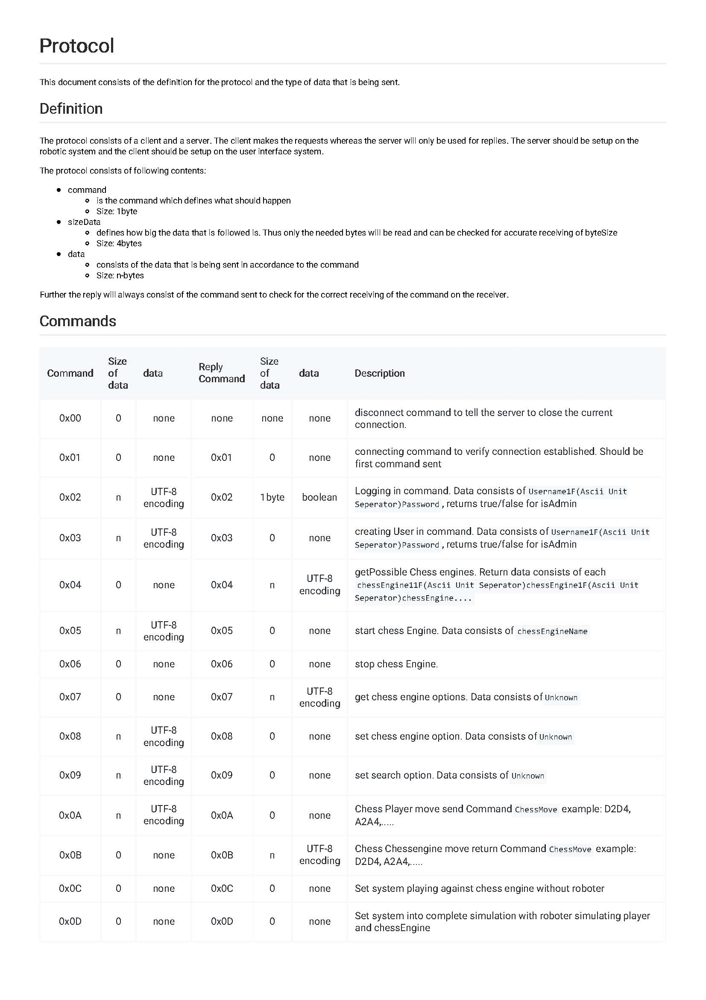 Protocol
This document consists of the definition for the protocol and the type of data that is being sent.
Definition
The protocol consists of a client and a server. The client makes the requests whereas the server will only be used for replies. The server should be setup on the
robotic system and the client should be setup on the user interface system.
The protocol consists of following contents:
command
is the command which defines what should happen
Size: 1byte
sizeData
defines how big the data that is followed is. Thus only the needed bytes will be read and can be checked for accurate receiving of byteSize
Size: 4bytes
data
consists of the data that is being sent in accordance to the command
Size: n-bytes
Further the reply will always consist of the command sent to check for the correct receiving of the command on the receiver.
Commands
Command Size of data data Reply Command Size of data data Description
0x00 0 none none none none disconnect command to tell the server to close the current
connection.
0x01 0 none 0x01 0 none connecting command to verify connection established. Should be
first command sent
0x02 n UTF-8 encoding 0x02 1byte boolean Logging in command. Data consists of Username1F(Ascii Unit
Seperator)Password , returns true/false for isAdmin
0x03 n UTF-8 encoding 0x03 0 none creating User in command. Data consists of Username1F(Ascii Unit
Seperator)Password , returns true/false for isAdmin
0x04 0 none 0x04 n UTF-8 encoding getPossible Chess engines. Return data consists of each
chessEngine11F(Ascii Unit Seperator)chessEngine1F(Ascii Unit
Seperator)chessEngine....
0x05 n UTF-8 encoding 0x05 0 none start chess Engine. Data consists of chessEngineName
0x06 0 none 0x06 0 none stop chess Engine.
0x07 0 none 0x07 n UTF-8 encoding get chess engine options. Data consists of Unknown
0x08 n UTF-8 encoding 0x08 0 none set chess engine option. Data consists of Unknown
0x09 n UTF-8 encoding 0x09 0 none set search option. Data consists of Unknown
0x0A n UTF-8 encoding 0x0A 0 none Chess Player move send Command ChessMove example: D2D4,
A2A4,.....
0x0B 0 none 0x0B n UTF-8 encoding Chess Chessengine move return Command ChessMove example:
D2D4, A2A4,.....
0x0C 0 none 0x0C 0 none Set system playing against chess engine without roboter
0x0D 0 none 0x0D 0 none Set system into complete simulation with roboter simulating player
and chessEngine